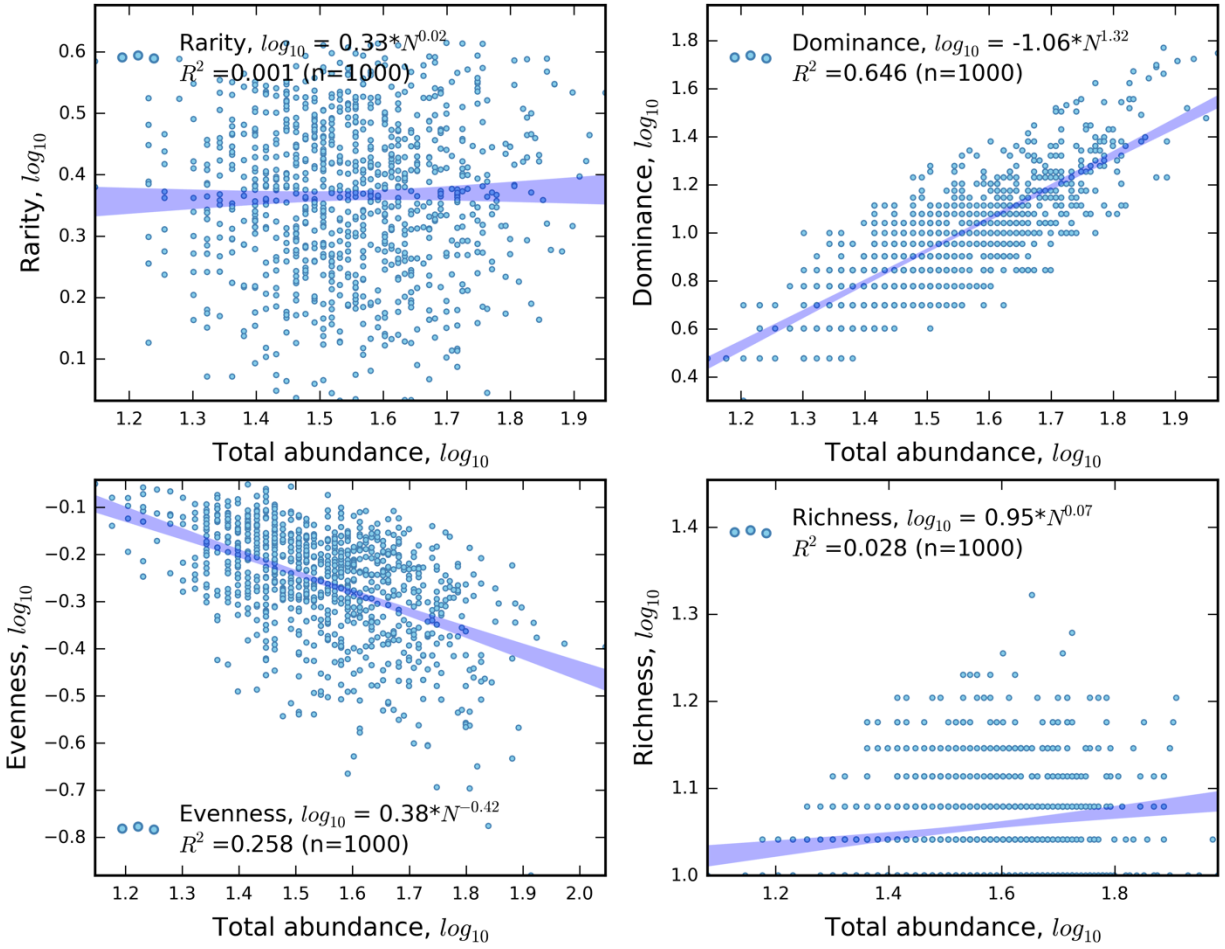 Rarity, log10 = 0.33*N^0.02
R^2 =0.001 (n=1000)
0.6
0.5
0.4
0.3
0.2
0.1
Rarity, log10
1.2 1.3 1.4 1.5 1.6 1.7 1.8 1.9
Total abundance, log10
Dominance, log10 = -1.06*N^1.32
R^2 =0.646 (n=1000)
1.8
1.6
1.4
1.2
1.0
0.8
0.6
0.4
Dominance, log10
1.2 1.3 1.4 1.5 1.6 1.7 1.8 1.9
Total abundance, log10
−0.1
−0.2
−0.3
−0.4
−0.5
−0.6
−0.7
−0.8
Evenness, log10
Evenness, log10 = 0.38*N^−0.42
R^2 =0.258 (n=1000)
1.2 1.3 1.4 1.5 1.6 1.7 1.8 1.9 2.0
Total abundance, log10
Richness, log10 = 0.95*N^0.07
R^2 =0.028 (n=1000)
1.4
1.3
1.2
1.1
1.0
Richness, log10
1.2 1.4 1.6 1.8
Total abundance, log10